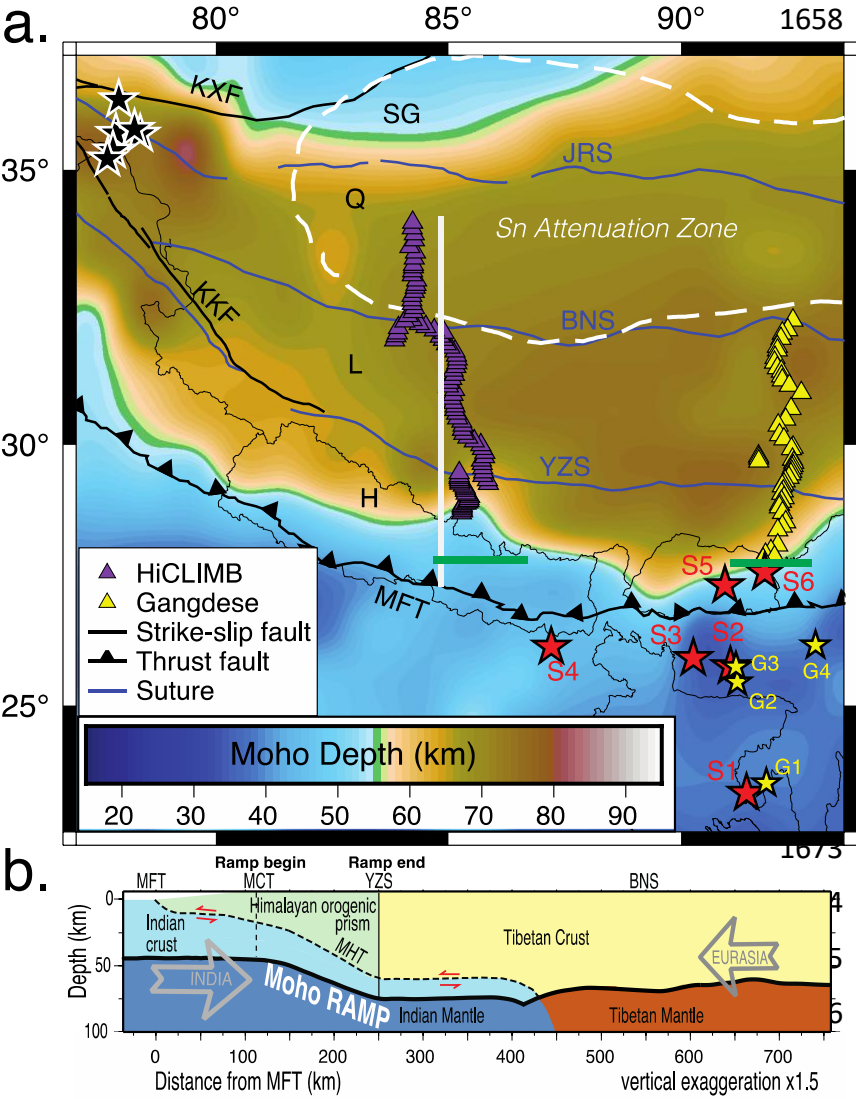 a.
80°
85°
90°
1658
KXF
SG
35°
JRS
Q
Sn Attenuation Zone
KKF
BNS
L
30°
YZS
H
HiCLIMB
Gangdese
Strike-slip fault
Thrust fault
Suture
MFT
S5
S6
S3
S2
S4
G3
G4
G2
25°
Moho Depth (km)
S1
G1
20 30 40 50 60 70 80 90
1673
b.
Ramp begin
Ramp end
MFT
MCT
YZS
BNS
Depth (km)
0
50
100
Indian
crust
Himalayan orogenic
prism
MHT
Tibetan Crust
4
5
6
INDIA
EURASIA
Moho RAMP
Indian Mantle
Tibetan Mantle
0 100 200 300 400 500 600 700
Distance from MFT (km)
vertical exaggeration x1.5